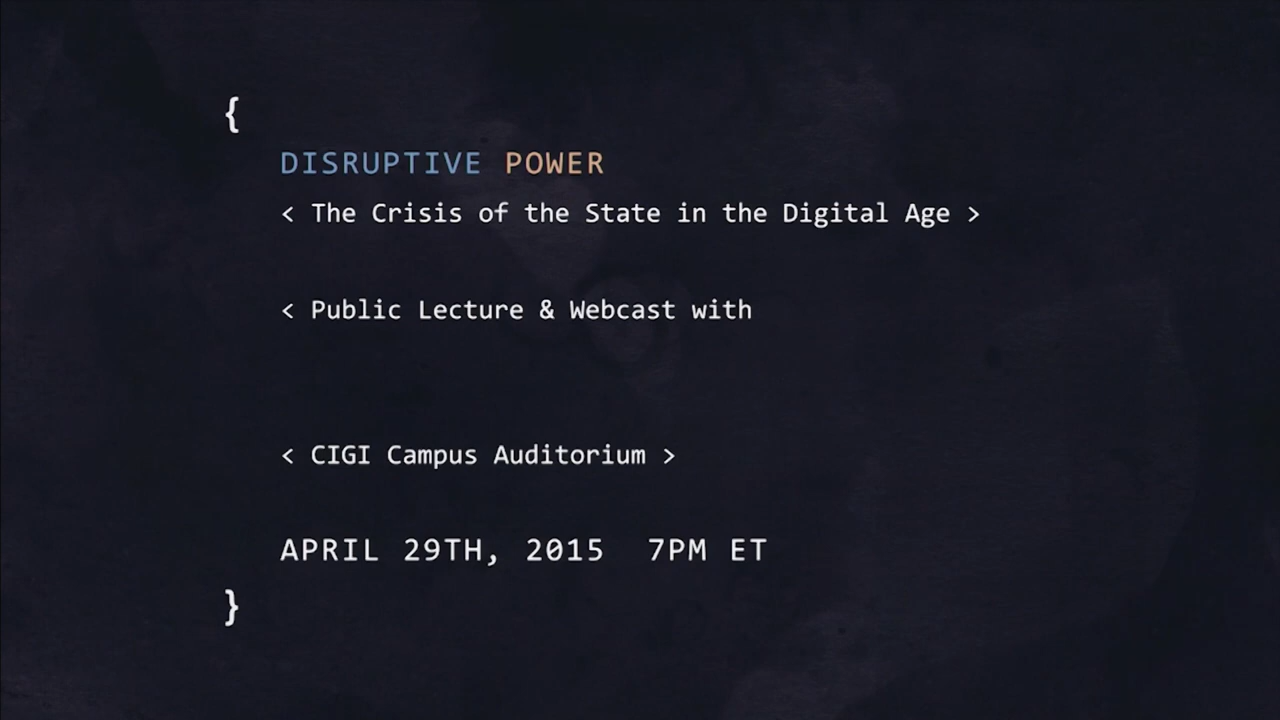 {
DISRUPTIVE POWER
< The Crisis of the State in the Digital Age >
< Public Lecture & Webcast with
< CIGI Campus Auditorium >
APRIL 29TH, 2015 7PM ET
}